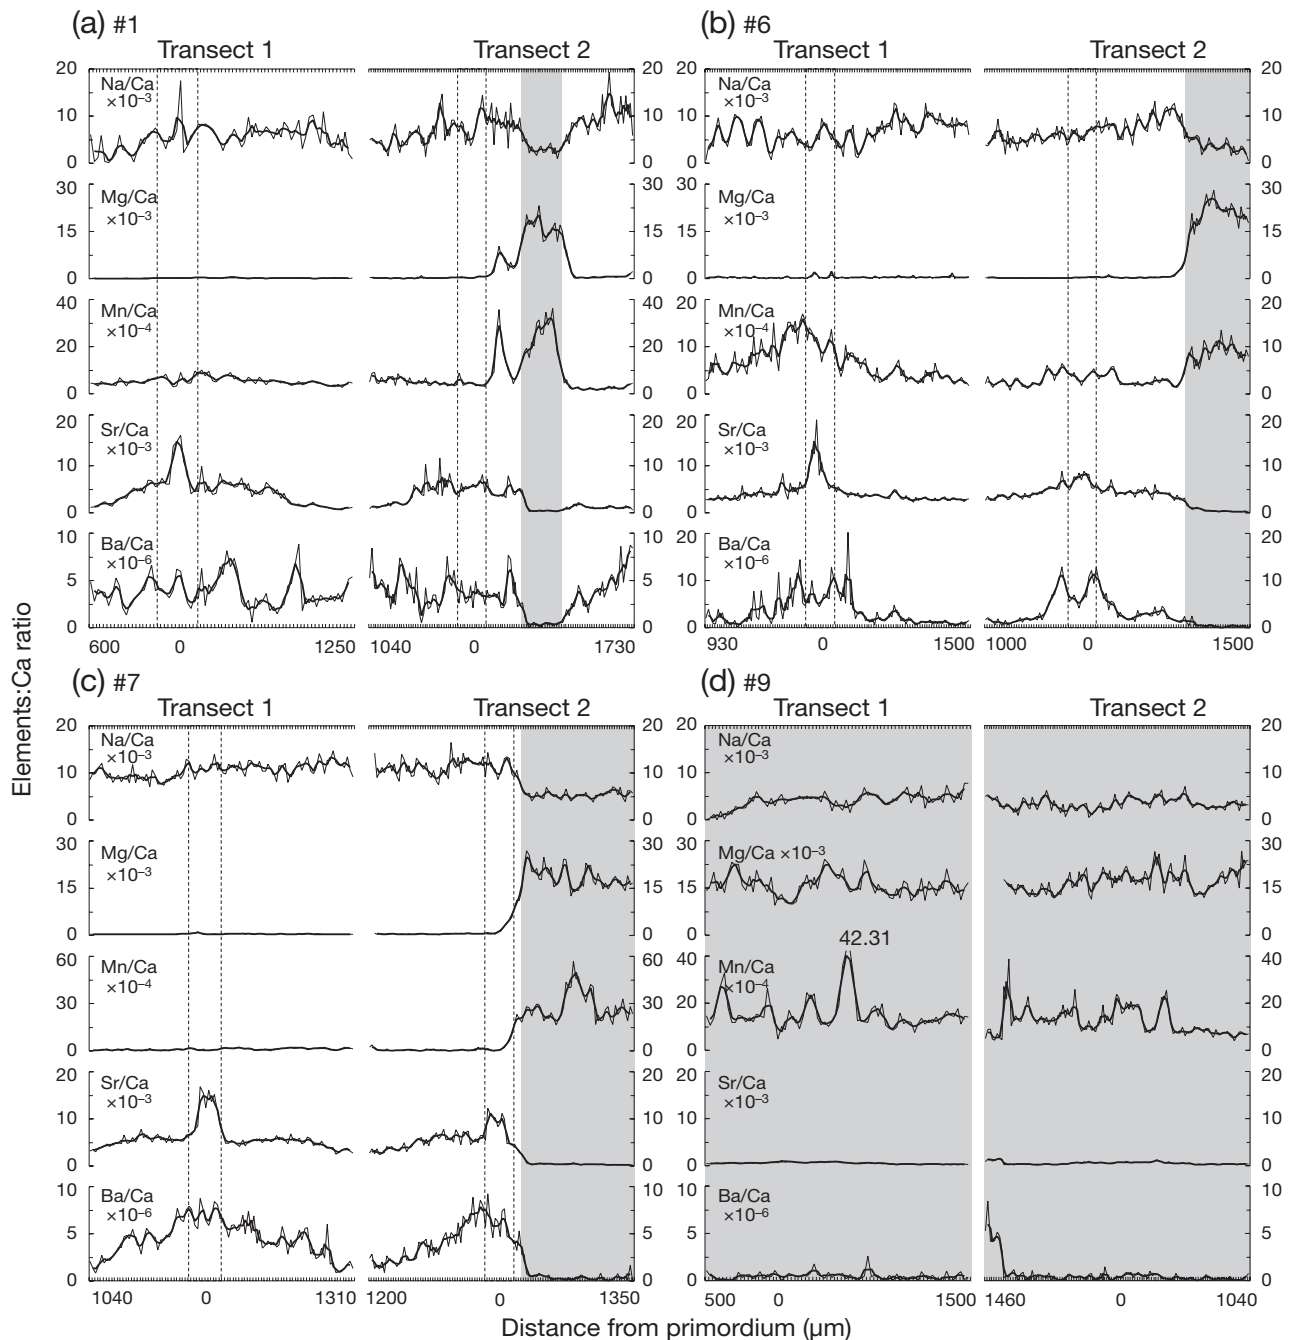 (a) #1
Transect 1 Transect 2
20 Na/Ca ×10–3 20
10 10
0 0
30 Mg/Ca ×10–3 30
15 15
0 0
40 Mn/Ca ×10–4 40
20 20
0 0
20 Sr/Ca ×10–3 20
10 10
0 0
10 Ba/Ca ×10–6 10
5 5
0 0
600 0 1250 1040 0 1730
(b) #6
Transect 1 Transect 2
20 Na/Ca ×10–3 20
10 10
0 0
30 Mg/Ca ×10–3 30
15 15
0 0
20 Mn/Ca ×10–4 20
10 10
0 0
20 Sr/Ca ×10–3 20
10 10
0 0
20 Ba/Ca ×10–6 20
10 10
0 0
930 0 1500 1000 0 1500
Elements:Ca ratio
(c) #7
Transect 1 Transect 2
20 Na/Ca ×10–3 20
10 10
0 0
30 Mg/Ca ×10–3 30
15 15
0 0
60 Mn/Ca ×10–4 60
30 30
0 0
20 Sr/Ca ×10–3 20
10 10
0 0
10 Ba/Ca ×10–6 10
5 5
0 0
1040 0 1310 1200 0 1350
(d) #9
Transect 1 Transect 2
20 Na/Ca ×10–3 20
10 10
0 0
30 Mg/Ca ×10–3 30
15 15
0 0
42.31
40 Mn/Ca ×10–4 40
20 20
0 0
20 Sr/Ca ×10–3 20
10 10
0 0
10 Ba/Ca ×10–6 10
5 5
0 0
500 0 1500 1460 0 1040
Distance from primordium (µm)